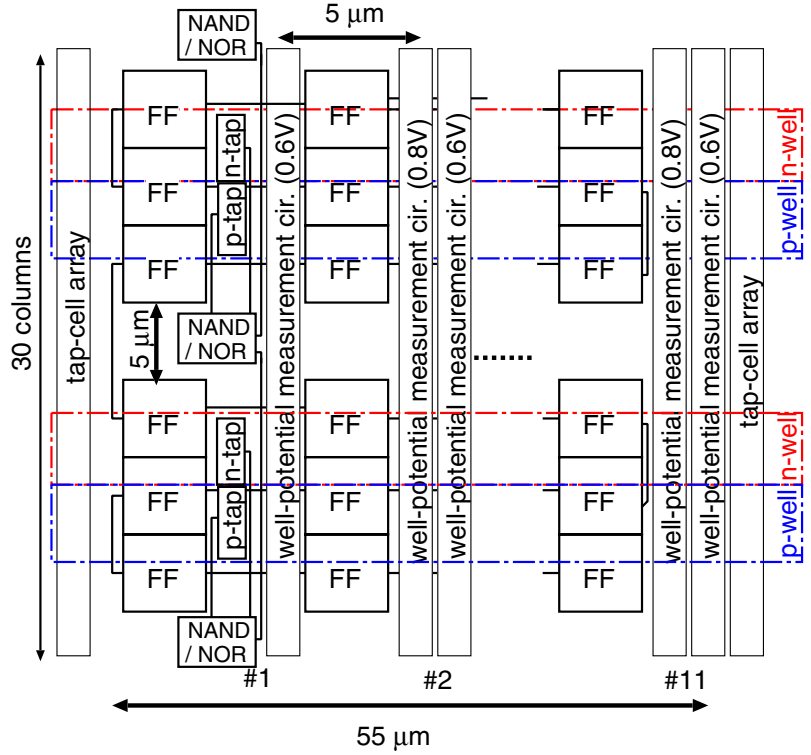 NAND
/ NOR
5 μm
FF
FF
FF
n-tap
p-tap
FF
FF
FF
FF
FF
FF
well-potential measurement cir. (0.6V)
well-potential measurement cir. (0.8V)
well-potential measurement cir. (0.6V)
well-potential measurement cir. (0.8V)
well-potential measurement cir. (0.6V)
n-well
p-well
30 columns
tap-cell array
tap-cell array
5 μm
NAND
/ NOR
FF
FF
FF
n-tap
p-tap
FF
FF
FF
FF
FF
FF
n-well
p-well
NAND
/ NOR
#1
#2
#11
55 μm